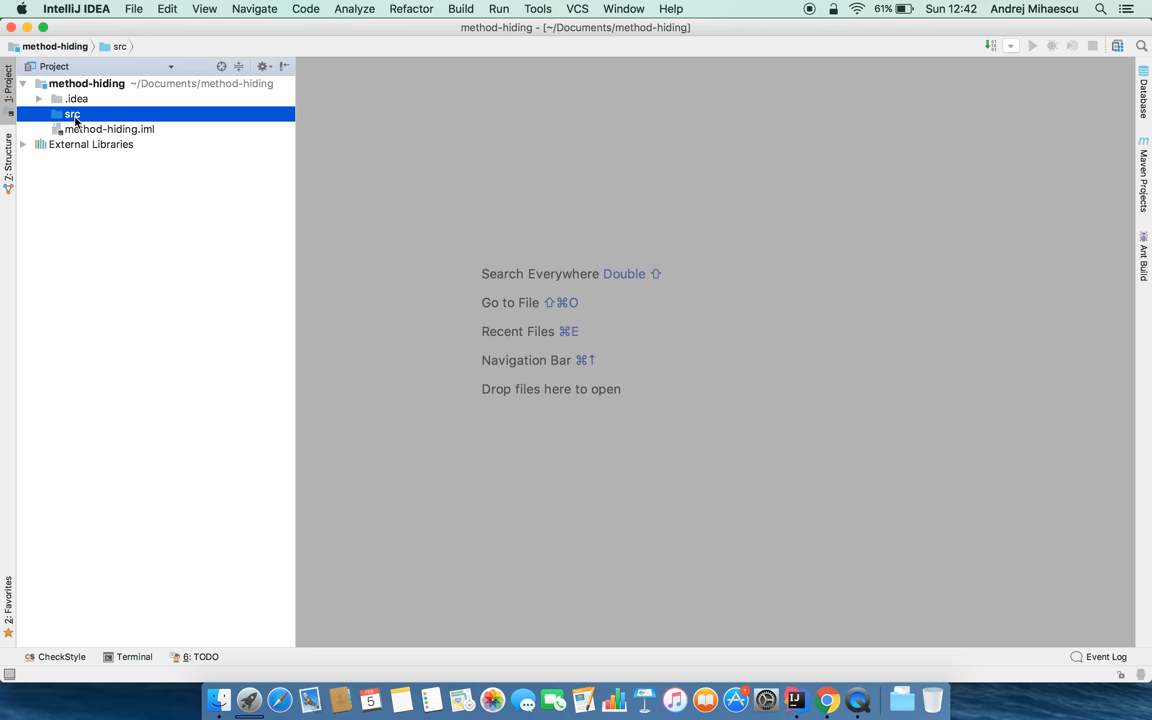 IntelliJ IDEA File Edit View Navigate Code Analyze Refactor Build Run Tools VCS Window Help 61% Sun 12:42 Andrej Mihaescu
method-hiding - [~/Documents/method-hiding]
method-hiding src
Project
method-hiding ~/Documents/method-hiding
.idea
src
method-hiding.iml
External Libraries
1: Project
7: Structure
2: Favorites
Search Everywhere Double ⇧
Go to File ⇧⌘O
Recent Files ⌘E
Navigation Bar ⌘↑
Drop files here to open
Database
Maven Projects
Ant Build
CheckStyle Terminal 6: TODO Event Log
5
1